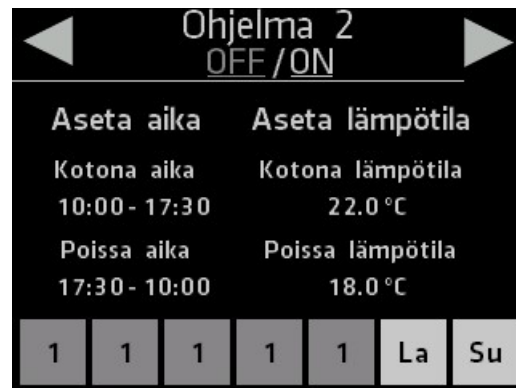 Ohjelma 2
OFF/ON
Aseta aika Aseta lämpötila
Kotona aika Kotona lämpötila
10:00 - 17:30 22.0 °C
Poissa aika Poissa lämpötila
17:30 - 10:00 18.0 °C
1 1 1 1 1 La Su